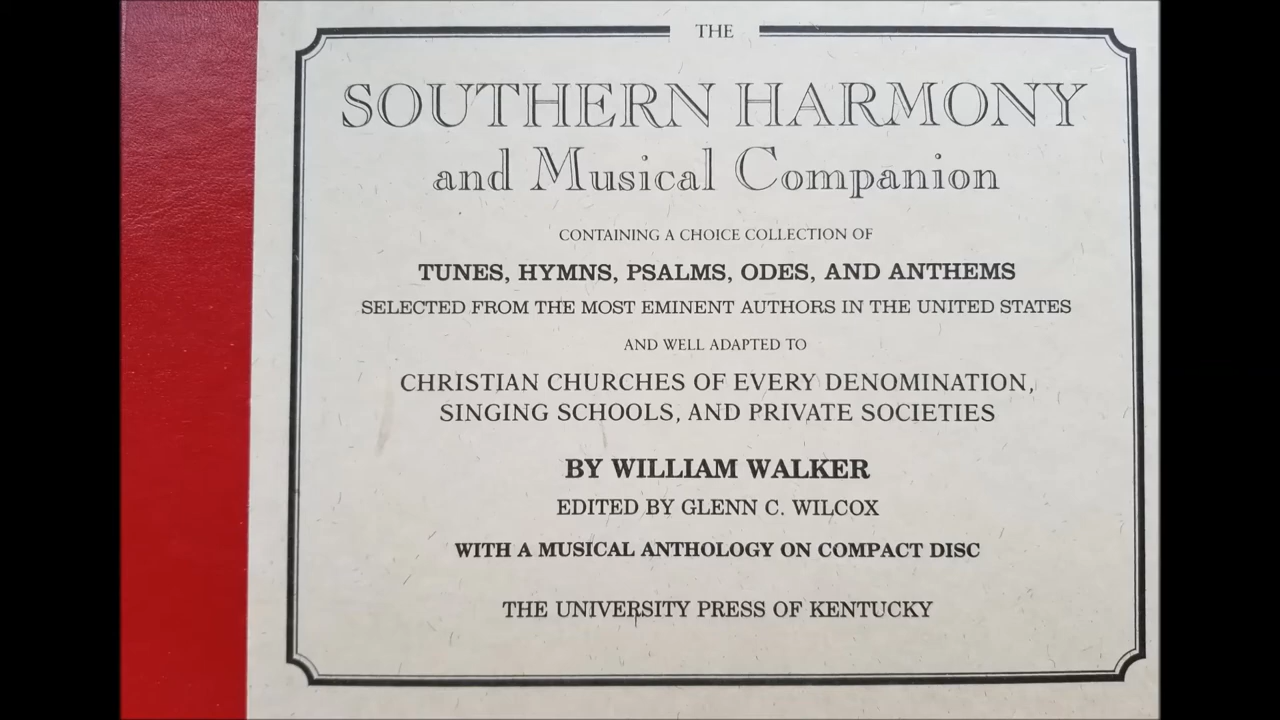 THE
SOUTHERN HARMONY
and Musical Companion
CONTAINING A CHOICE COLLECTION OF
TUNES, HYMNS, PSALMS, ODES, AND ANTHEMS
SELECTED FROM THE MOST EMINENT AUTHORS IN THE UNITED STATES
AND WELL ADAPTED TO
CHRISTIAN CHURCHES OF EVERY DENOMINATION,
SINGING SCHOOLS, AND PRIVATE SOCIETIES
BY WILLIAM WALKER
EDITED BY GLENN C. WILCOX
WITH A MUSICAL ANTHOLOGY ON COMPACT DISC
THE UNIVERSITY PRESS OF KENTUCKY